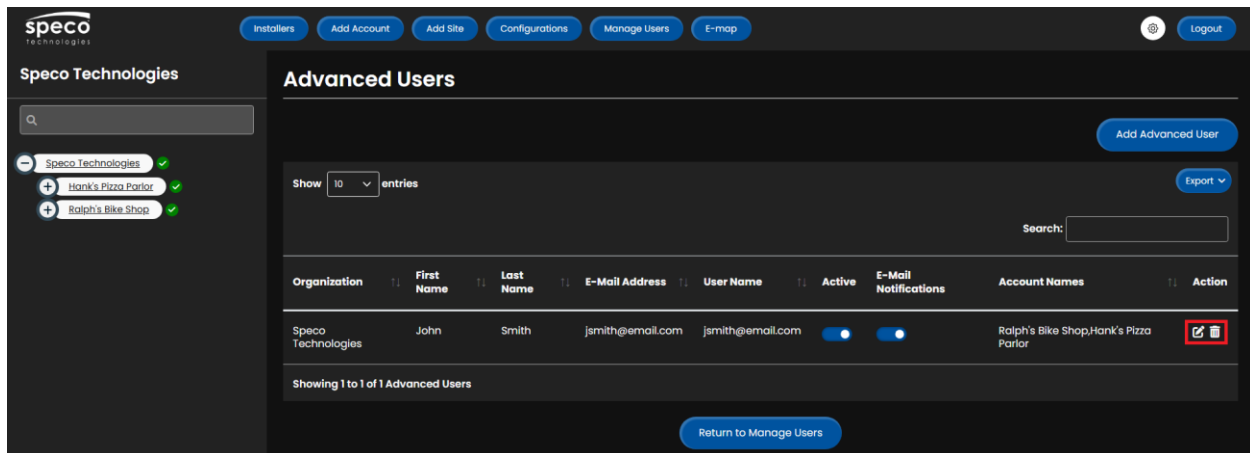 speco
technologies
Installers
Add Account
Add Site
Configurations
Manage Users
E-map
Logout
Speco Technologies
Advanced Users
Add Advanced User
Speco Technologies
Hank's Pizza Parlor
Ralph's Bike Shop
Show 10 entries
Export
Search:
Organization
First
Name
Last
Name
E-Mail Address
User Name
Active
E-Mail
Notifications
Account Names
Action
Speco
Technologies
John
Smith
jsmith@email.com
jsmith@email.com
Ralph's Bike Shop,Hank's Pizza
Parlor
Showing 1 to 1 of 1 Advanced Users
Return to Manage Users